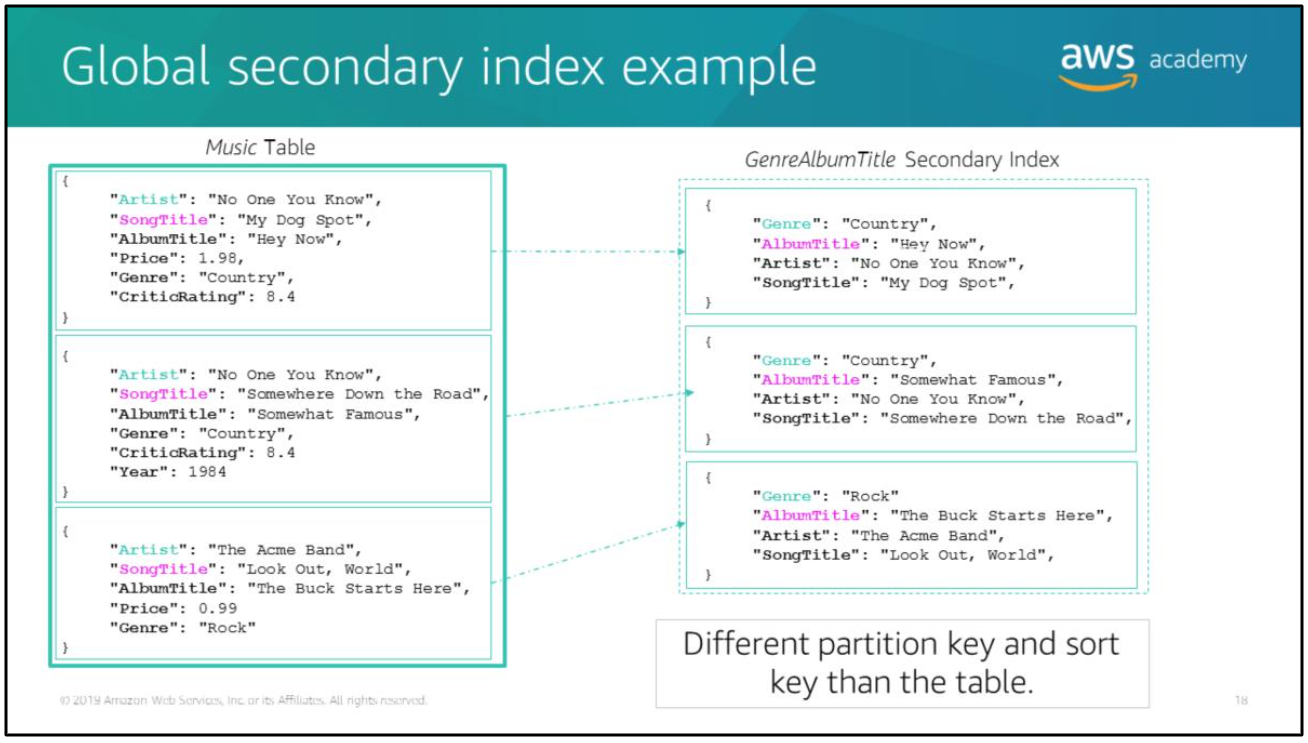 Global secondary index example
aws academy
Music Table
{
"Artist": "No One You Know",
"SongTitle": "My Dog Spot",
"AlbumTitle": "Hey Now",
"Price": 1.98,
"Genre": "Country",
"CriticRating": 8.4
}
{
"Artist": "No One You Know",
"SongTitle": "Somewhere Down the Road",
"AlbumTitle": "Somewhat Famous",
"Genre": "Country",
"CriticRating": 8.4
"Year": 1984
}
{
"Artist": "The Acme Band",
"SongTitle": "Look Out, World",
"AlbumTitle": "The Buck Starts Here",
"Price": 0.99
"Genre": "Rock"
}
GenreAlbumTitle Secondary Index
{
"Genre": "Country",
"AlbumTitle": "Hey Now",
"Artist": "No One You Know",
"SongTitle": "My Dog Spot",
}
{
"Genre": "Country",
"AlbumTitle": "Somewhat Famous",
"Artist": "No One You Know",
"SongTitle": "Somewhere Down the Road",
}
{
"Genre": "Rock"
"AlbumTitle": "The Buck Starts Here",
"Artist": "The Acme Band",
"SongTitle": "Look Out, World",
}
Different partition key and sort
key than the table.
© 2019 Amazon Web Services, Inc. or its Affiliates. All rights reserved.
18